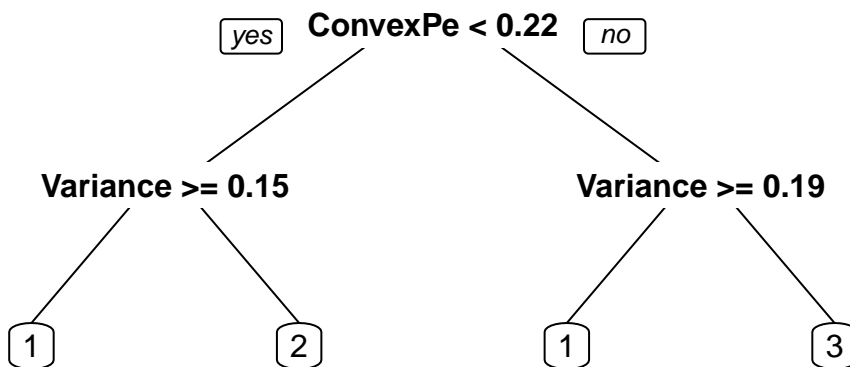 yes ConvexPe < 0.22 no
Variance >= 0.15 Variance >= 0.19
1 2 1 3